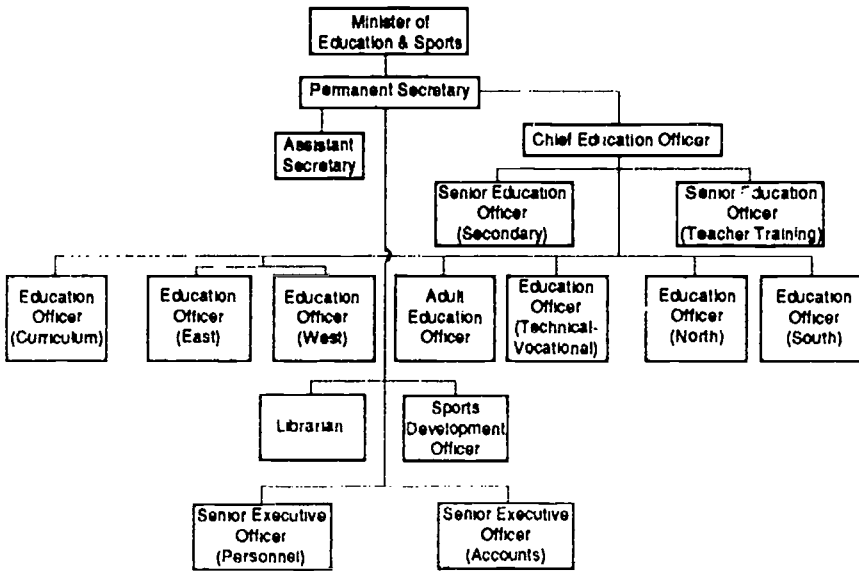 Minister of
Education & Sports
Permanent Secretary
Assistant
Secretary
Chief Education Officer
Senior Education
Officer
(Secondary)
Senior Education
Officer
(Teacher Training)
Education
Officer
(Curriculum)
Education
Officer
(East)
Education
Officer
(West)
Adult
Education
Officer
Education
Officer
(Technical-
Vocational)
Education
Officer
(North)
Education
Officer
(South)
Librarian
Sports
Development
Officer
Senior Executive
Officer
(Personnel)
Senior Executive
Officer
(Accounts)